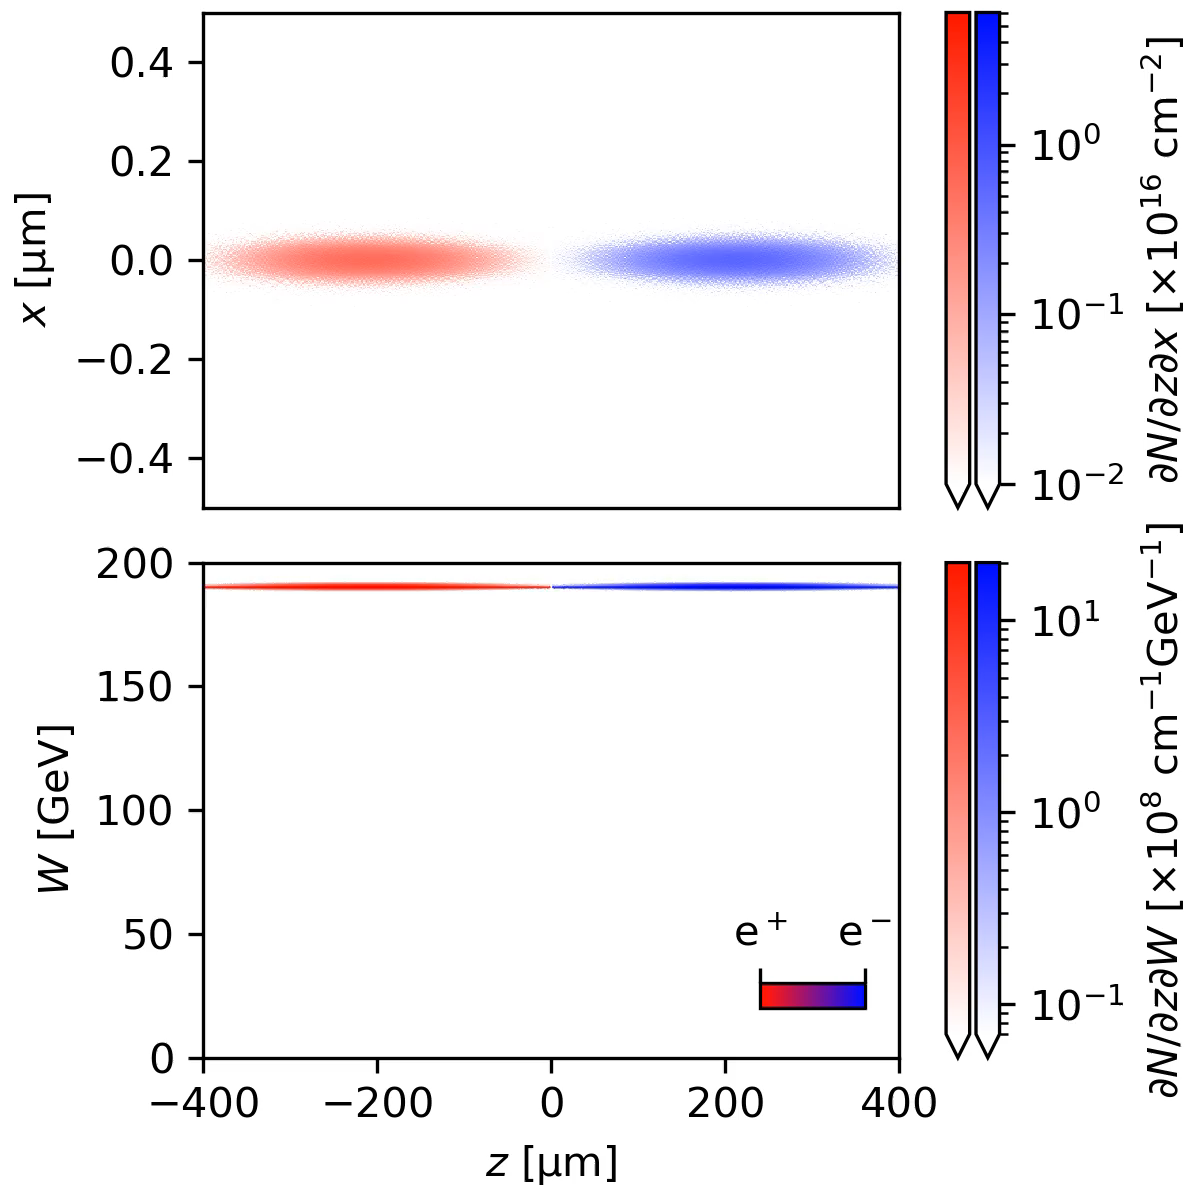 0.4
0.2
0.0
−0.2
−0.4
x [μm]
10⁰
10⁻¹
10⁻²
∂N/∂z∂x [×10¹⁶ cm⁻²]
200
150
100
50
0
W [GeV]
e⁺ e⁻
10¹
10⁰
10⁻¹
∂N/∂z∂W [×10⁸ cm⁻¹GeV⁻¹]
−400 −200 0 200 400
z [μm]